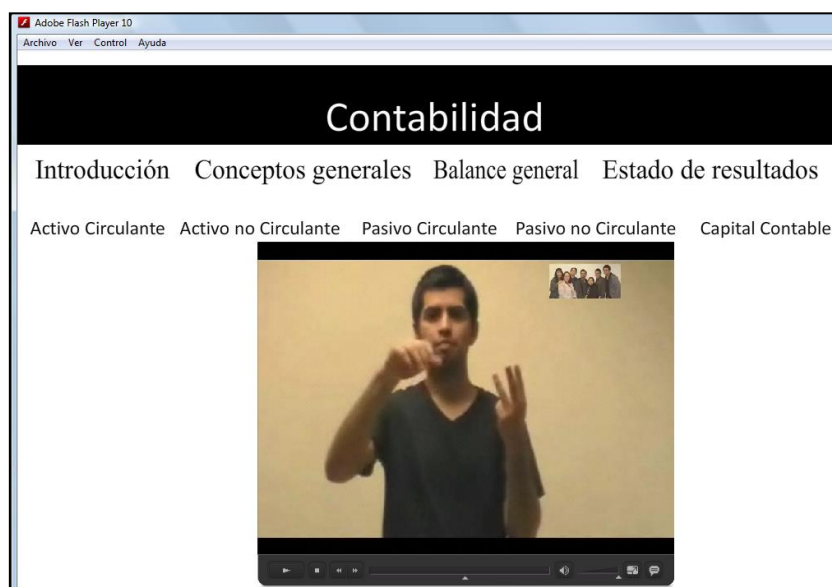 Adobe Flash Player 10
Archivo Ver Control Ayuda
Contabilidad
Introducción Conceptos generales Balance general Estado de resultados
Activo Circulante Activo no Circulante Pasivo Circulante Pasivo no Circulante Capital Contable